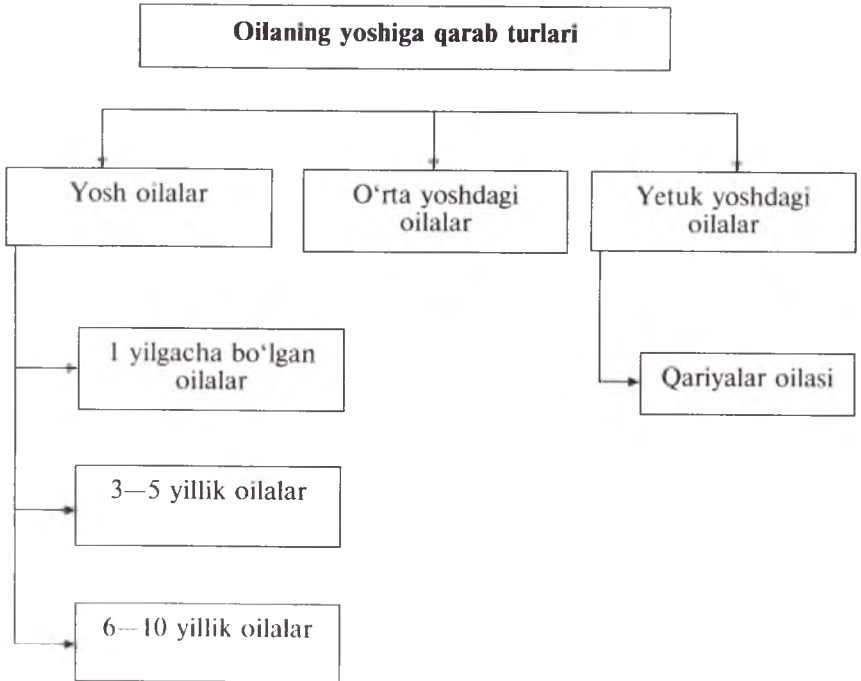 Oilaning yoshiga qarab turlari
Yosh oilalar
O‘rta yoshdagi
oilalar
Yetuk yoshdagi
oilalar
1 yilgacha bo‘lgan
oilalar
Qariyalar oilasi
3—5 yillik oilalar
6—10 yillik oilalar